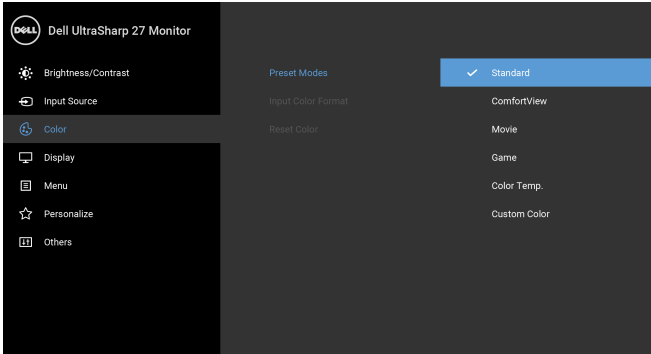 DELL Dell UltraSharp 27 Monitor
Brightness/Contrast Preset Modes Standard
Input Source Input Color Format ComfortView
Color Reset Color Movie
Display Game
Menu Color Temp.
Personalize Custom Color
Others